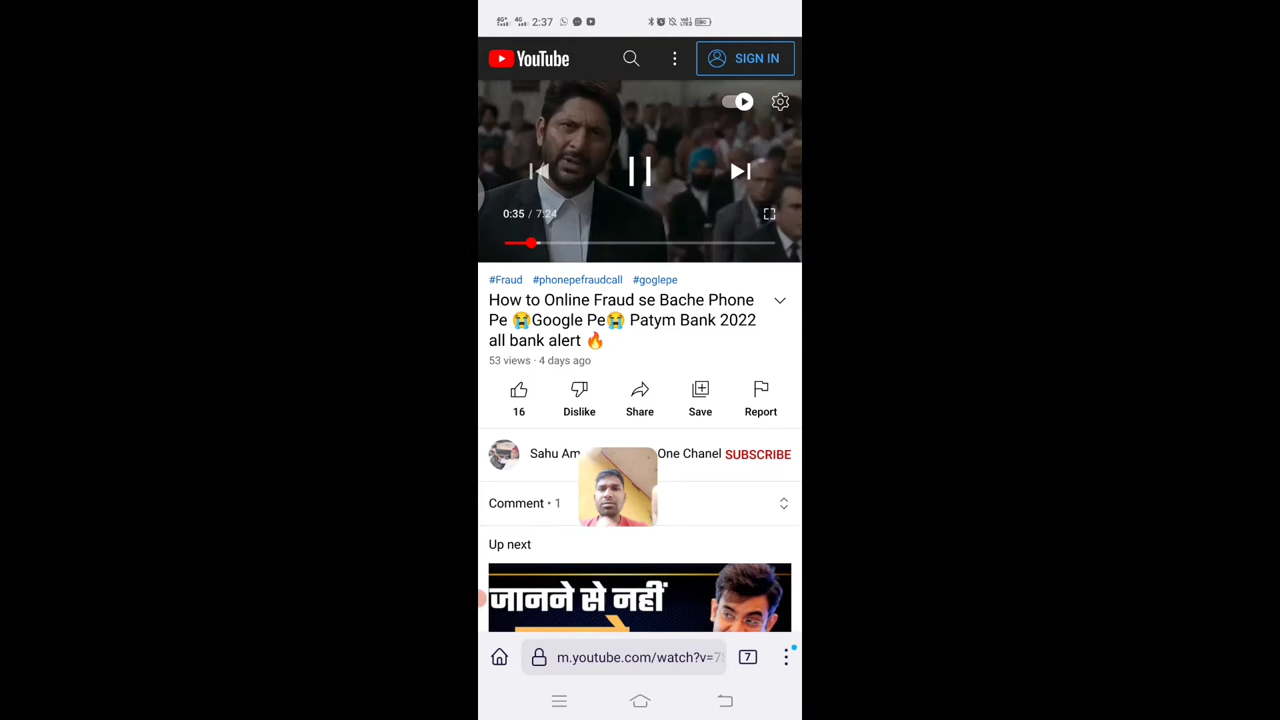 2:37
YouTube
SIGN IN
0:35 / 7:24
#Fraud #phonepefraudcall #goglepe
How to Online Fraud se Bache Phone
Pe 😭Google Pe😭 Patym Bank 2022
all bank alert 🔥
53 views · 4 days ago
16 Dislike Share Save Report
Sahu Am One Chanel SUBSCRIBE
Comment · 1
Up next
जानने से नहीं
m.youtube.com/watch?v=7
7